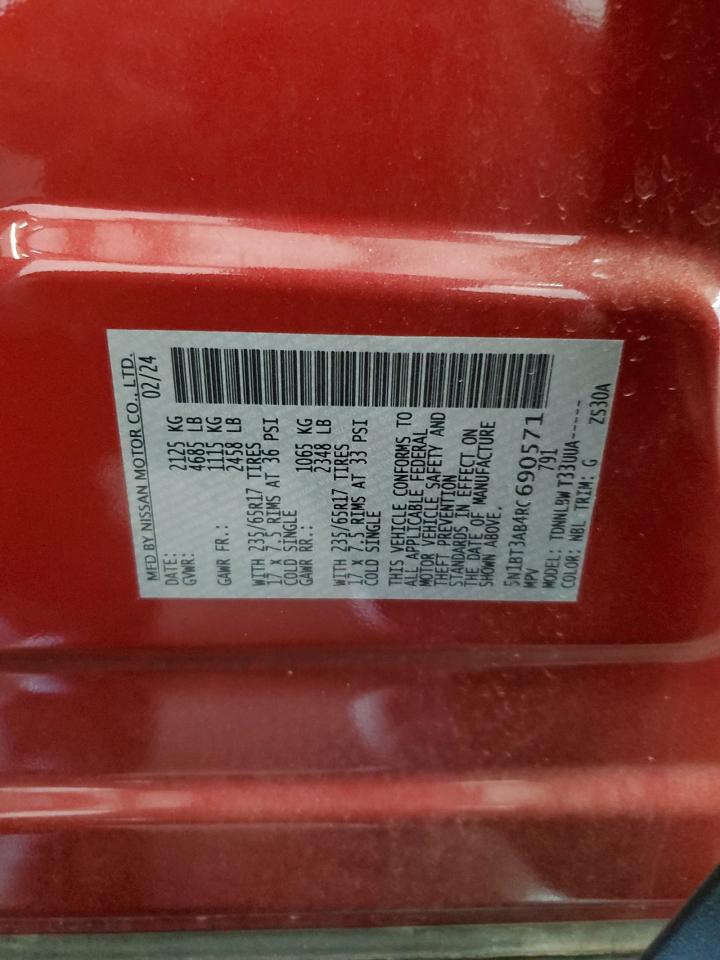 MFD BY NISSAN MOTOR CO., LTD.
DATE: 02/24
GVWR: 2125 KG
4685 LB
GAWR FR.: 1115 KG
2458 LB
WITH 235/65R17 TIRES
17 X 7.5 RIMS AT 36 PSI
COLD SINGLE
GAWR RR.: 1065 KG
2348 LB
WITH 235/65R17 TIRES
17 X 7.5 RIMS AT 33 PSI
COLD SINGLE
THIS VEHICLE CONFORMS TO
ALL APPLICABLE FEDERAL
MOTOR VEHICLE SAFETY AND
THEFT PREVENTION
STANDARDS IN EFFECT ON
THE DATE OF MANUFACTURE
SHOWN ABOVE.
5N1BT3AB4RC690571
MPV 791
MODEL: TDNNLBW T33UUA-----
COLOR: NBL TRIM: G ZS30A